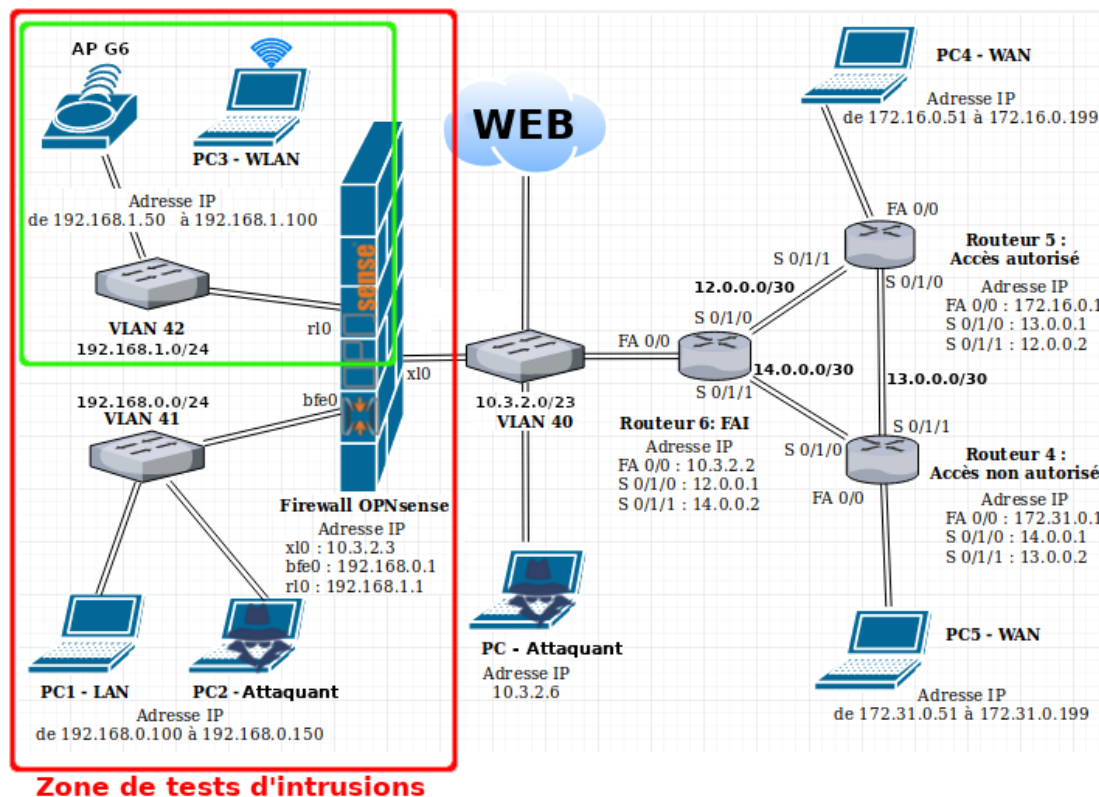 AP G6
PC3 - WLAN
Adresse IP
de 192.168.1.50 à 192.168.1.100
VLAN 42
192.168.1.0/24
rl0
sense
192.168.0.0/24
VLAN 41
bfe0
xl0
Firewall OPNsense
Adresse IP
xl0 : 10.3.2.3
bfe0 : 192.168.0.1
rl0 : 192.168.1.1
PC1 - LAN
PC2 - Attaquant
Adresse IP
de 192.168.0.100 à 192.168.0.150
Zone de tests d'intrusions
WEB
10.3.2.0/23
VLAN 40
PC - Attaquant
Adresse IP
10.3.2.6
FA 0/0
S 0/1/0
S 0/1/1
Routeur 6: FAI
Adresse IP
FA 0/0 : 10.3.2.2
S 0/1/0 : 12.0.0.1
S 0/1/1 : 14.0.0.2
12.0.0.0/30
14.0.0.0/30
13.0.0.0/30
PC4 - WAN
Adresse IP
de 172.16.0.51 à 172.16.0.199
FA 0/0
S 0/1/1
S 0/1/0
Routeur 5 :
Accès autorisé
Adresse IP
FA 0/0 : 172.16.0.1
S 0/1/0 : 13.0.0.1
S 0/1/1 : 12.0.0.2
S 0/1/1
S 0/1/0
FA 0/0
Routeur 4 :
Accès non autorisé
Adresse IP
FA 0/0 : 172.31.0.1
S 0/1/0 : 14.0.0.1
S 0/1/1 : 13.0.0.2
PC5 - WAN
Adresse IP
de 172.31.0.51 à 172.31.0.199